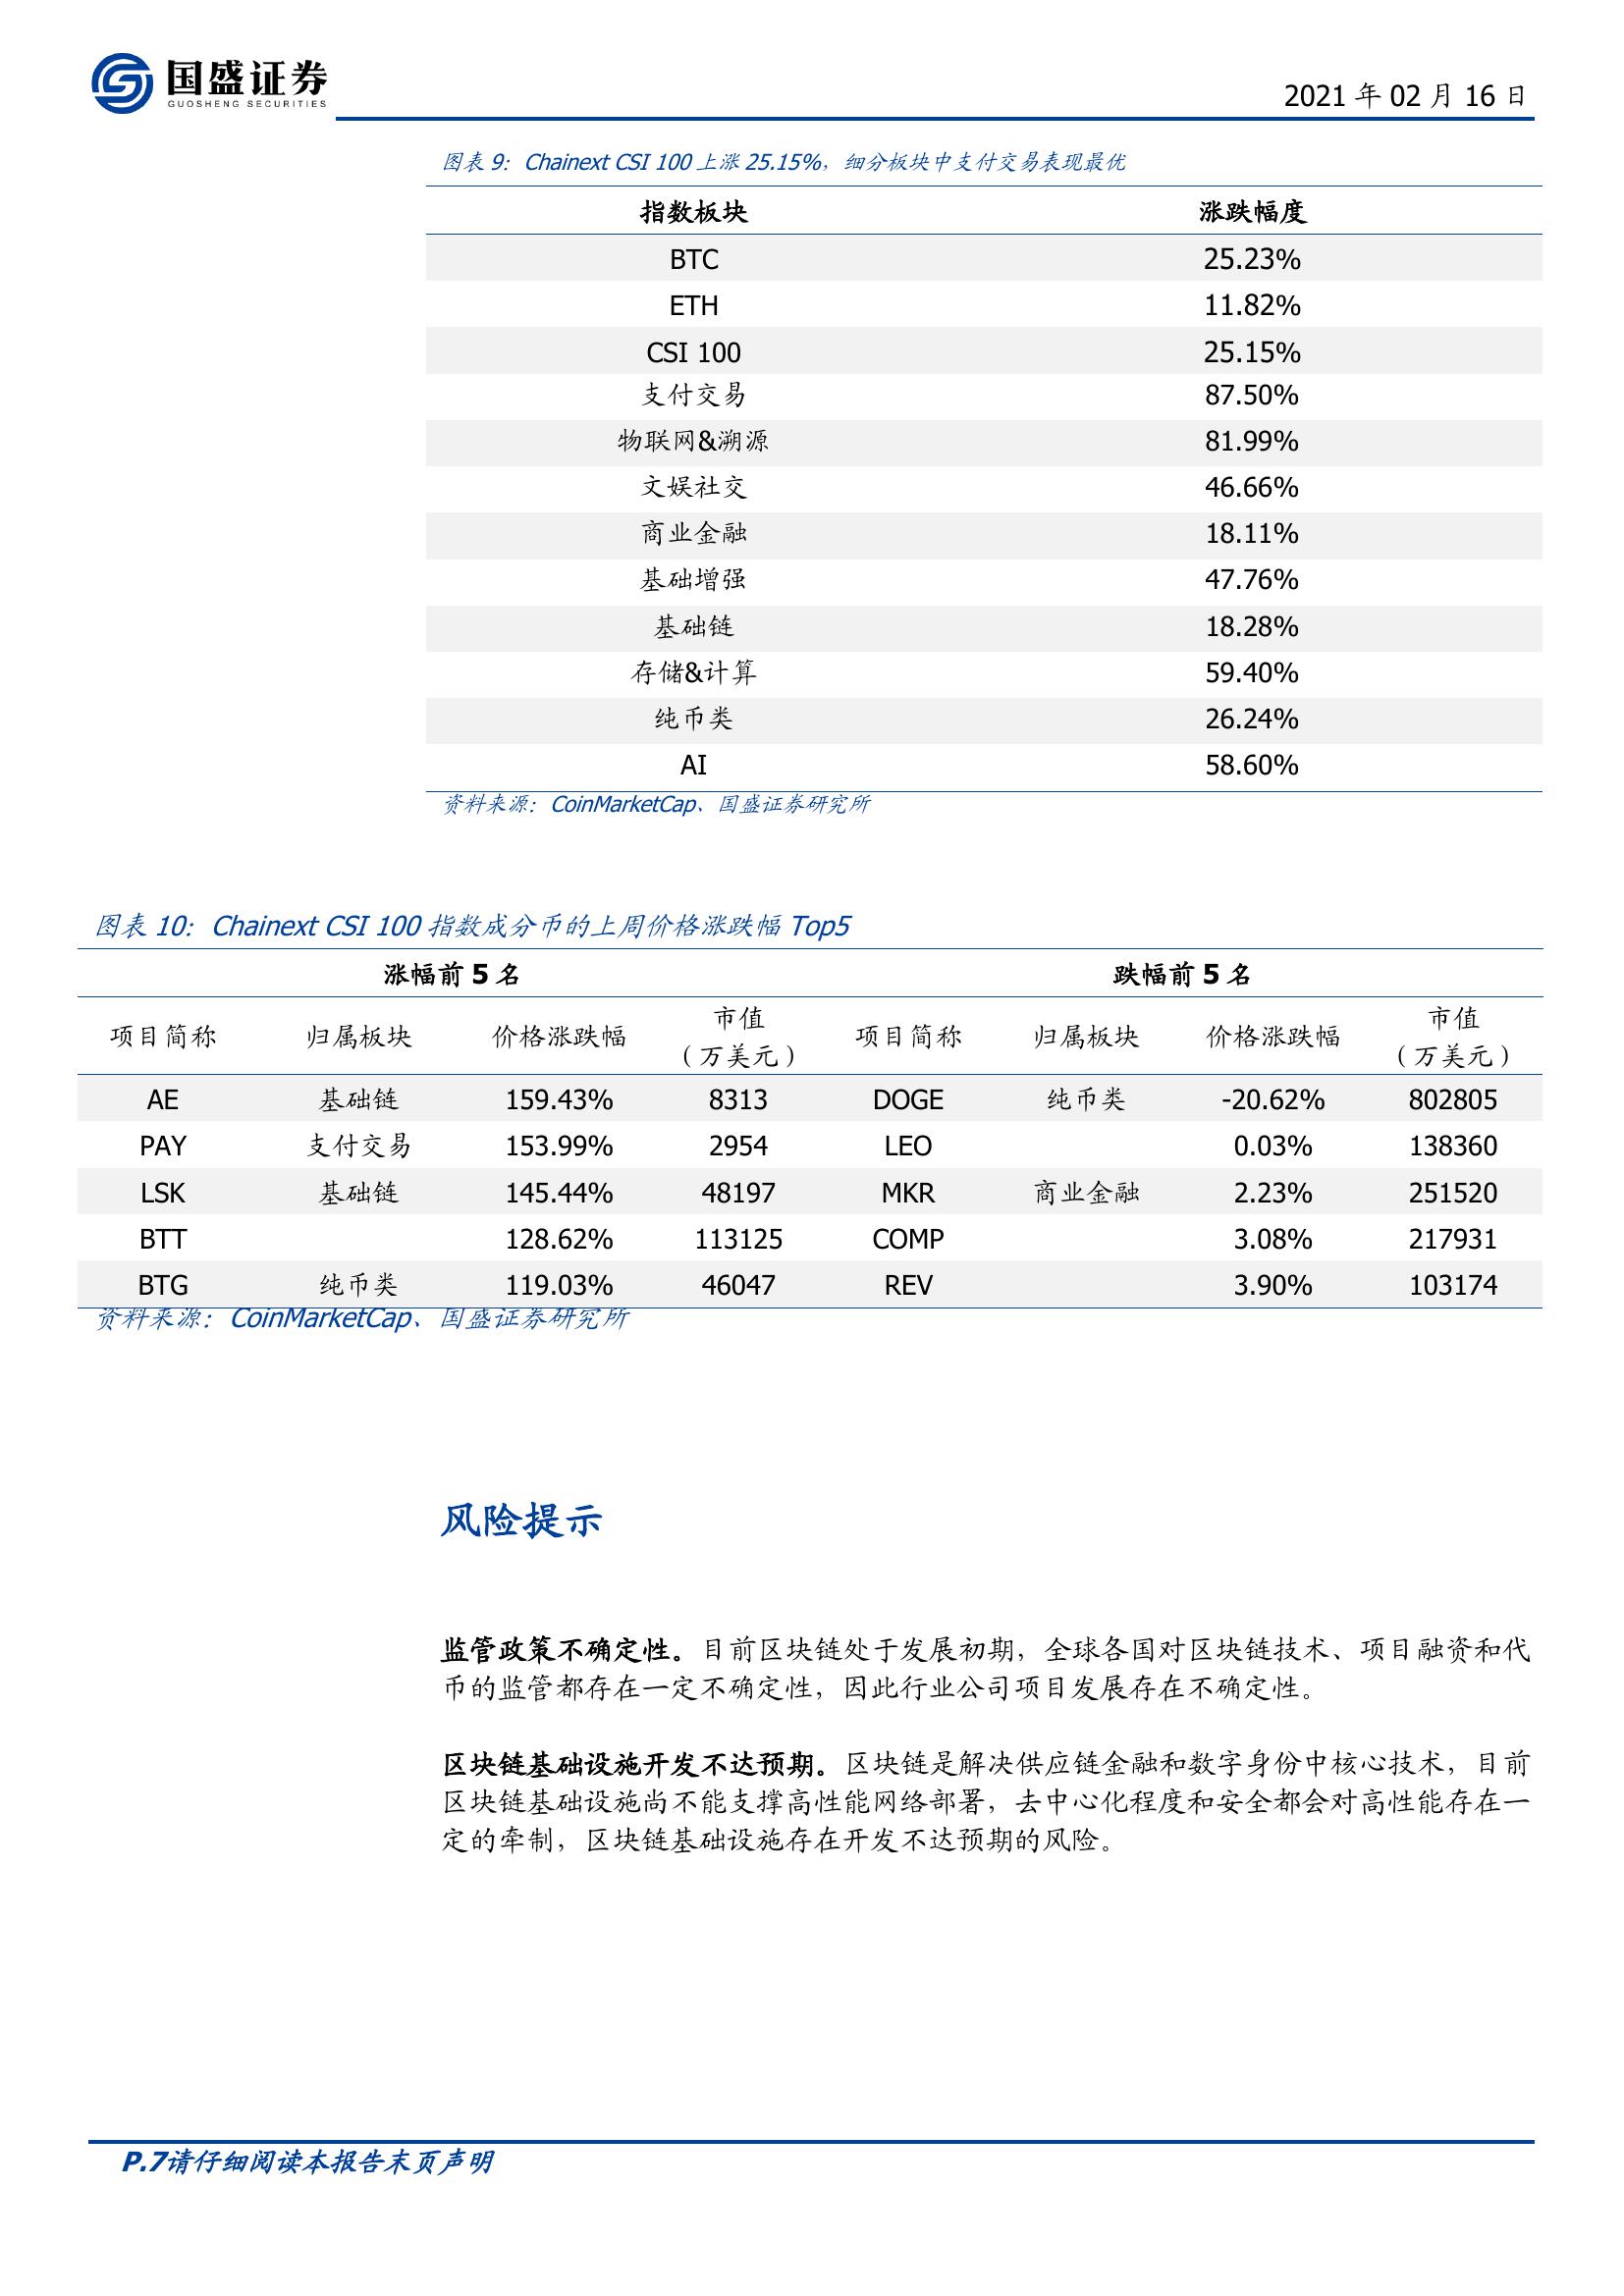 国盛证券
GUOSHENG SECURITIES
2021 年 02 月 16 日
图表 9：Chainext CSI 100 上涨 25.15%，细分板块中支付交易表现最优
指数板块 涨跌幅度
BTC 25.23%
ETH 11.82%
CSI 100 25.15%
支付交易 87.50%
物联网&溯源 81.99%
文娱社交 46.66%
商业金融 18.11%
基础增强 47.76%
基础链 18.28%
存储&计算 59.40%
纯币类 26.24%
AI 58.60%
资料来源：CoinMarketCap、国盛证券研究所
图表 10：Chainext CSI 100 指数成分币的上周价格涨跌幅 Top5
涨幅前 5 名 跌幅前 5 名
项目简称 归属板块 价格涨跌幅 市值（万美元） 项目简称 归属板块 价格涨跌幅 市值（万美元）
AE 基础链 159.43% 8313 DOGE 纯币类 -20.62% 802805
PAY 支付交易 153.99% 2954 LEO 0.03% 138360
LSK 基础链 145.44% 48197 MKR 商业金融 2.23% 251520
BTT 128.62% 113125 COMP 3.08% 217931
BTG 纯币类 119.03% 46047 REV 3.90% 103174
资料来源：CoinMarketCap、国盛证券研究所
风险提示
监管政策不确定性。目前区块链处于发展初期，全球各国对区块链技术、项目融资和代
币的监管都存在一定不确定性，因此行业公司项目发展存在不确定性。
区块链基础设施开发不达预期。区块链是解决供应链金融和数字身份中核心技术，目前
区块链基础设施尚不能支撑高性能网络部署，去中心化程度和安全都会对高性能存在一
定的牵制，区块链基础设施存在开发不达预期的风险。
P.7请仔细阅读本报告末页声明